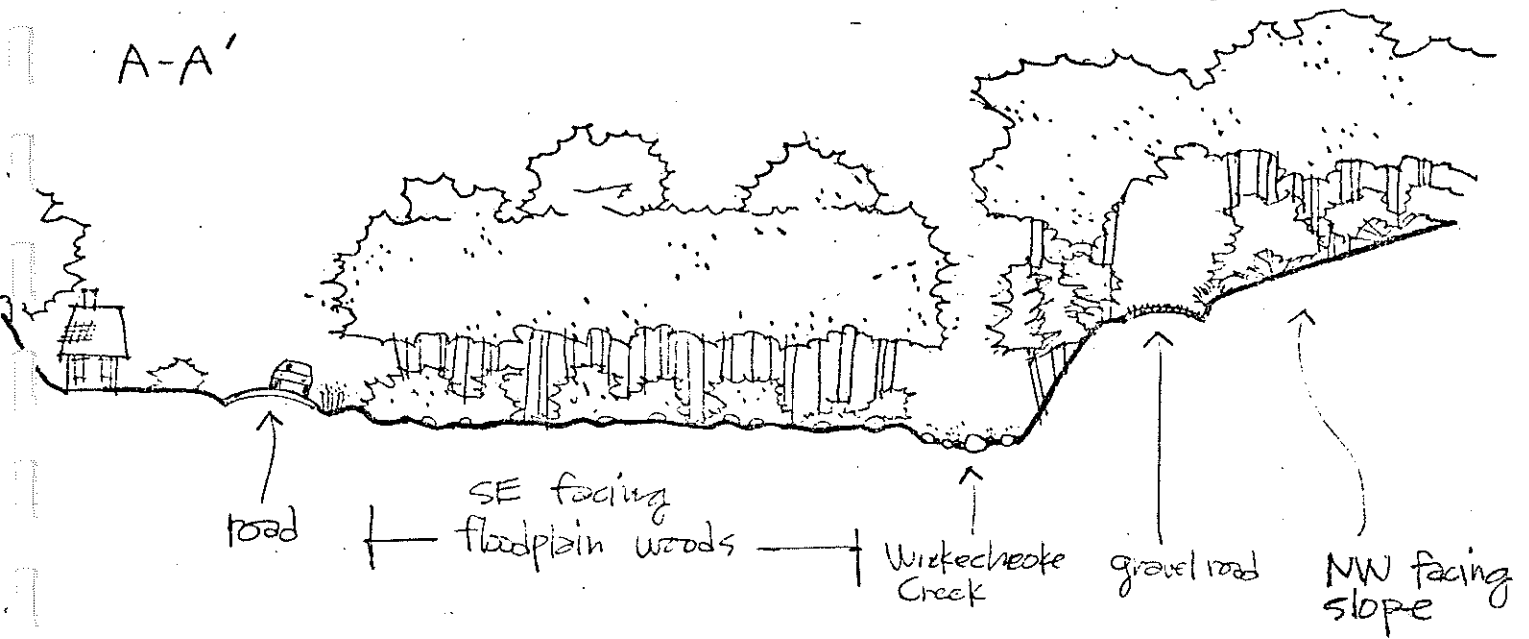 A-A'
road
SE facing
floodplain woods
Wickecheoke
Creek
gravel road
NW facing
slope